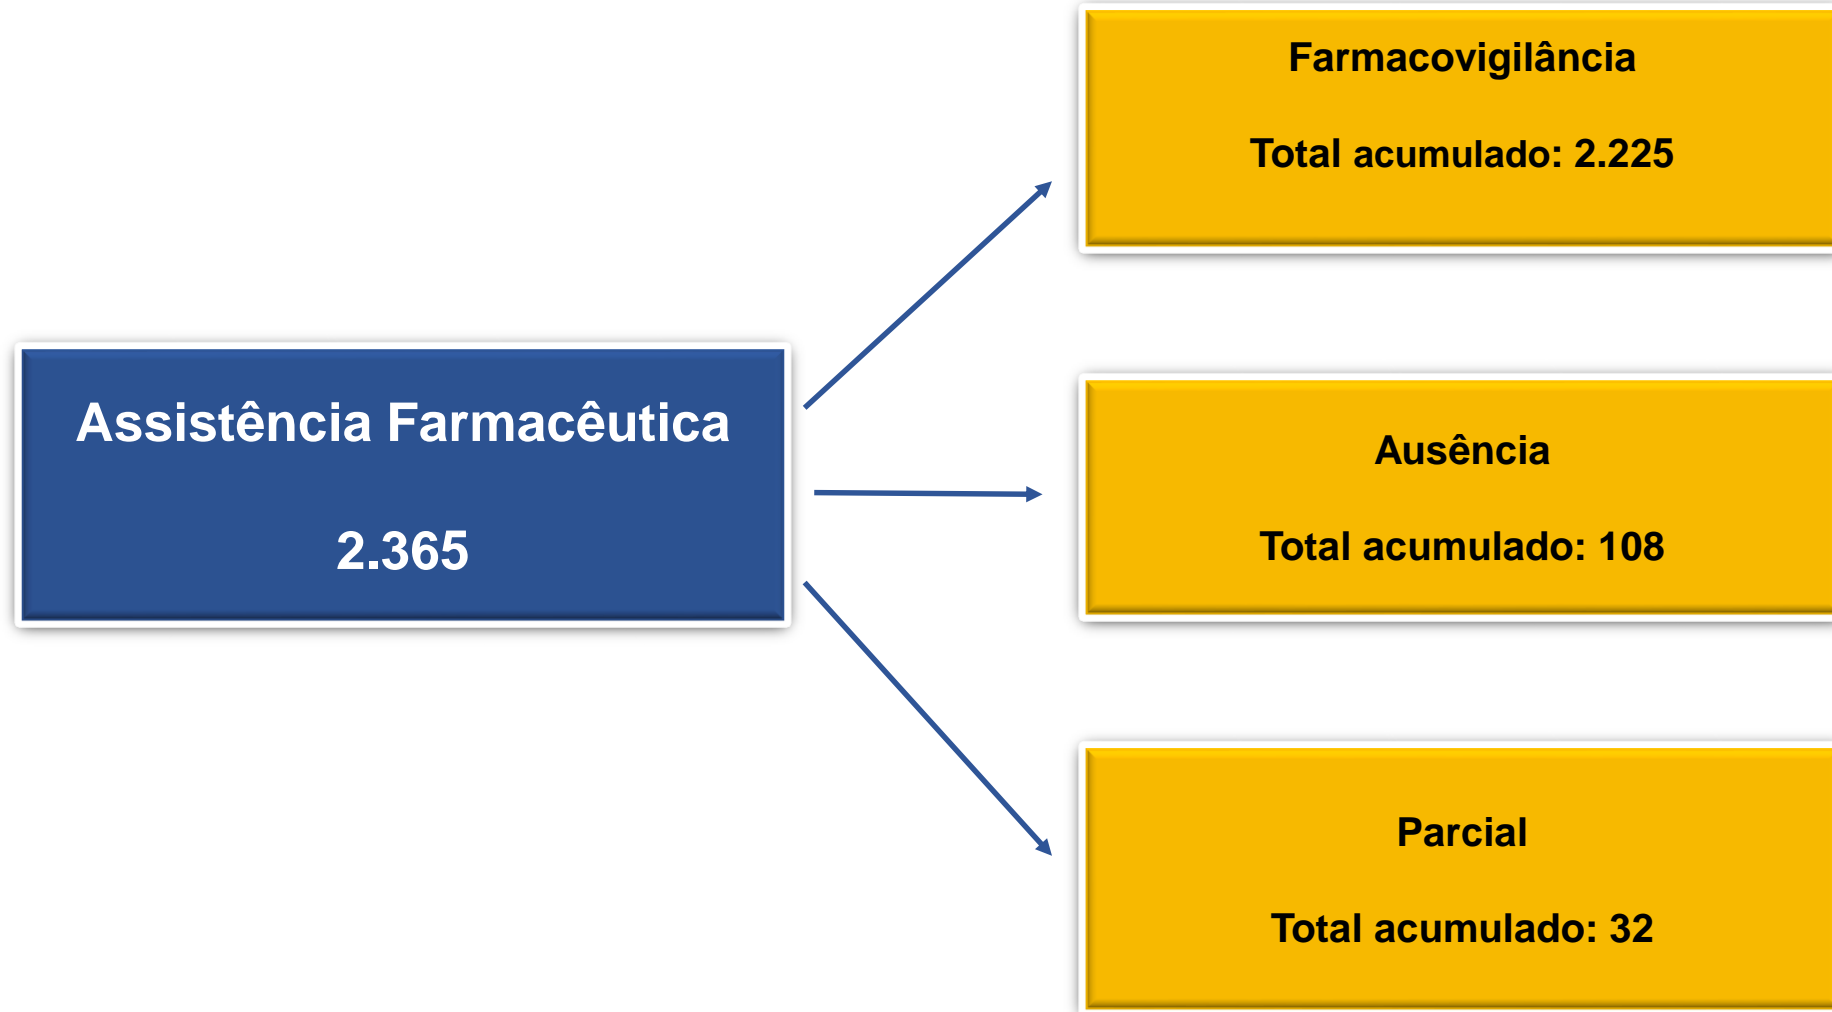 Assistência Farmacêutica
2.365
Farmacovigilância
Total acumulado: 2.225
Ausência
Total acumulado: 108
Parcial
Total acumulado: 32